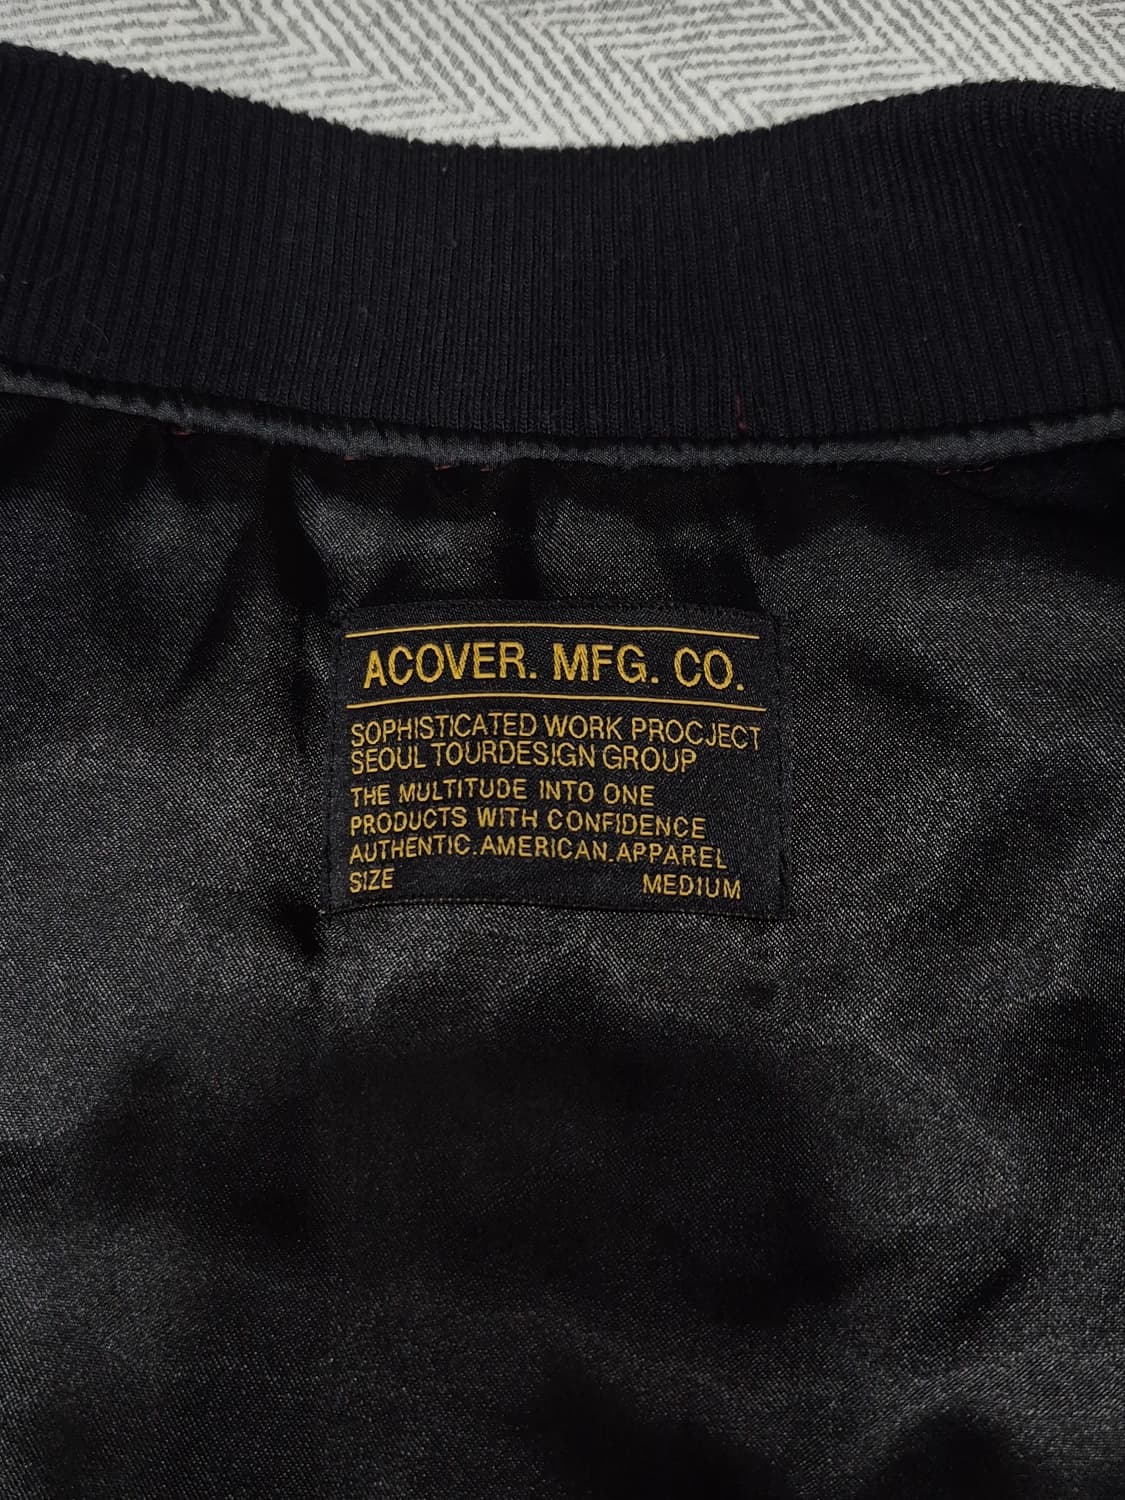 ACOVER. MFG. CO.
SOPHISTICATED WORK PROCJECT
SEOUL TOURDESIGN GROUP
THE MULTITUDE INTO ONE
PRODUCTS WITH CONFIDENCE
AUTHENTIC.AMERICAN.APPAREL
SIZE MEDIUM